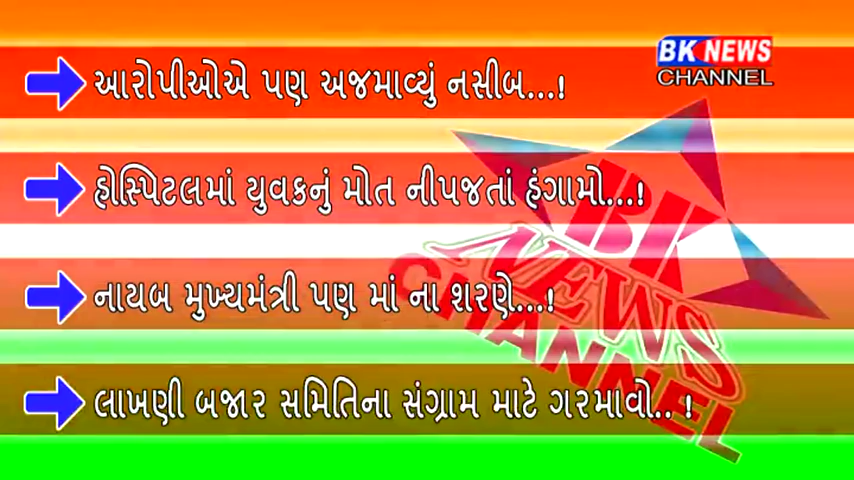 BK NEWS
CHANNEL
આરોપીઓએ પણ અજમાવ્યું નસીબ...!
હોસ્પિટલમાં યુવકનું મોત નીપજતાં હંગામો...!
નાયબ મુખ્યમંત્રી પણ માં ના શરણે...!
લાખણી બજાર સમિતિના સંગ્રામ માટે ગરમાવો.. !
BK
NEWS
CHANNEL